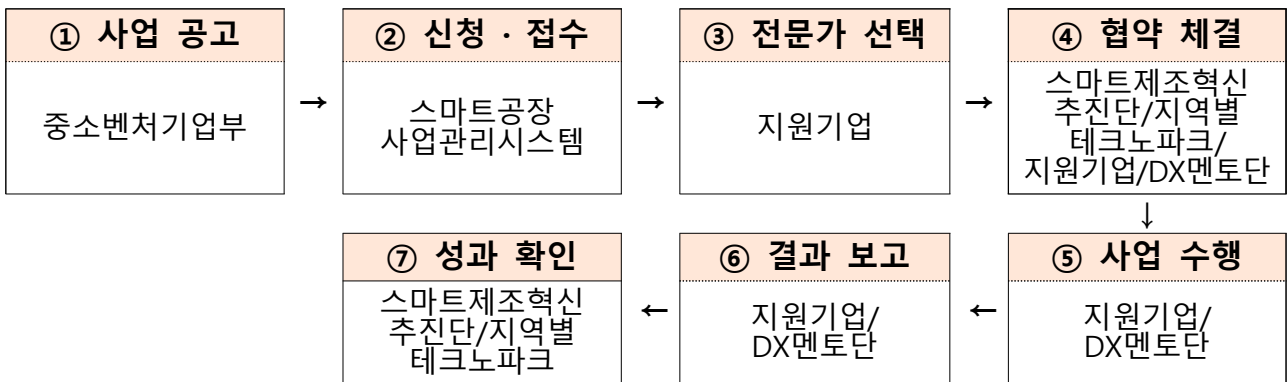 ① 사업 공고
중소벤처기업부
→
② 신청 · 접수
스마트공장
사업관리시스템
→
③ 전문가 선택
지원기업
→
④ 협약 체결
스마트제조혁신
추진단/지역별
테크노파크/
지원기업/DX멘토단
↓
⑤ 사업 수행
지원기업/
DX멘토단
←
⑥ 결과 보고
지원기업/
DX멘토단
←
⑦ 성과 확인
스마트제조혁신
추진단/지역별
테크노파크